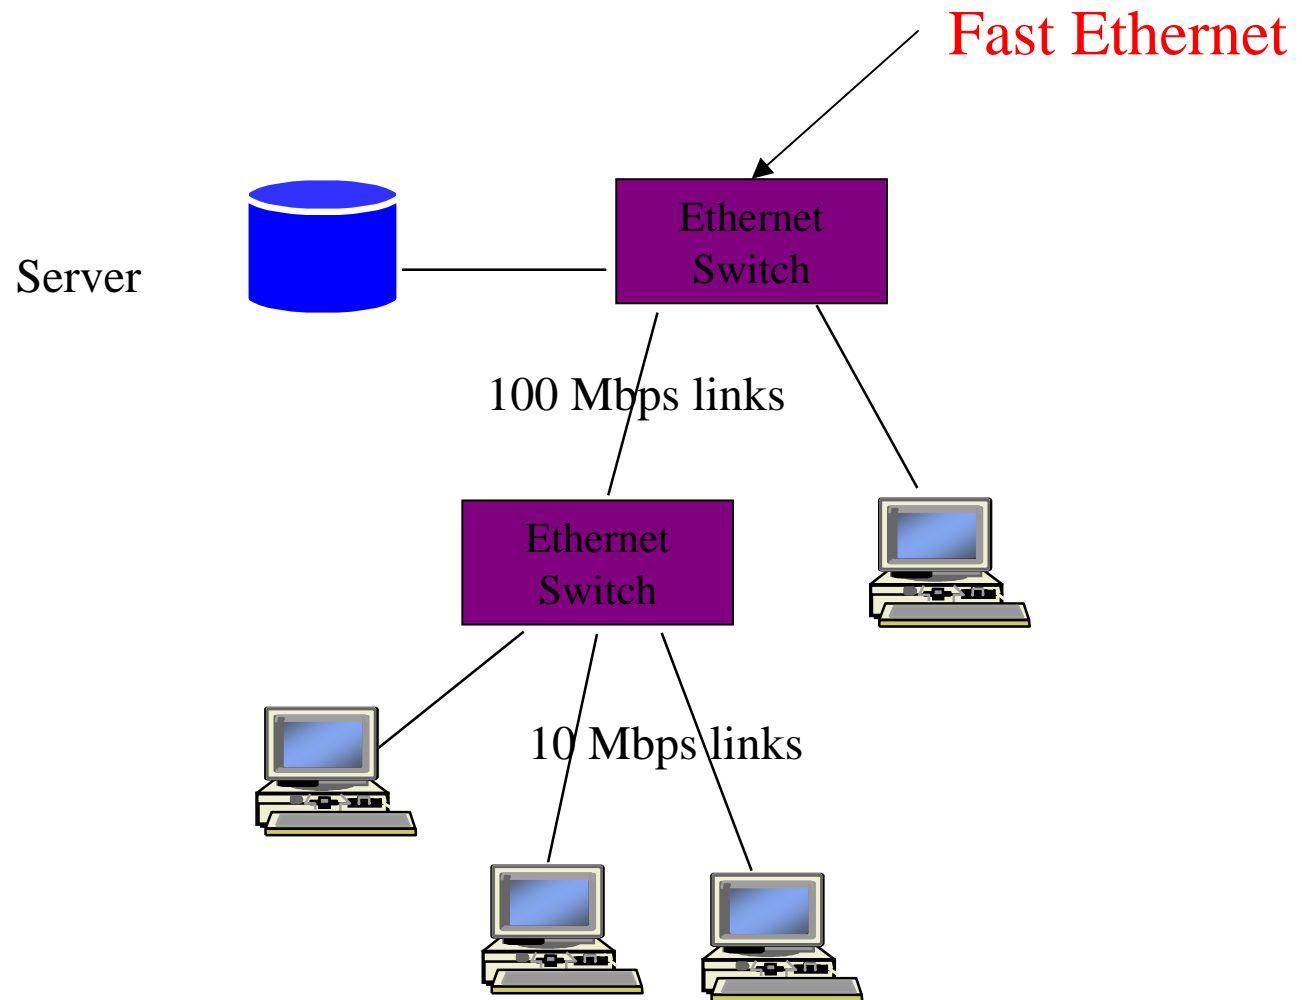 Fast Ethernet
Ethernet
Switch
Server
100 Mbps links
Ethernet
Switch
10 Mbps links